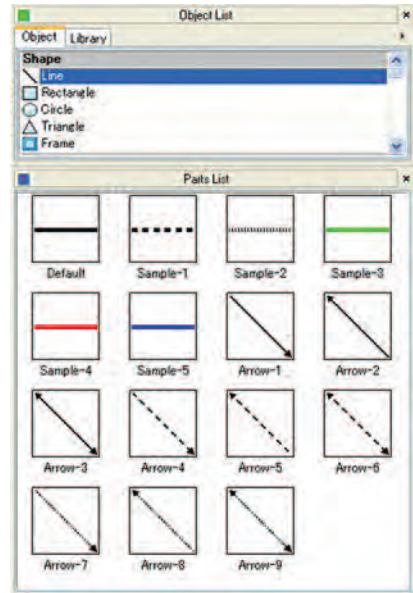 Object List
Object Library
Shape
Line
Rectangle
Circle
Triangle
Frame
Parts List
Default Sample-1 Sample-2 Sample-3
Sample-4 Sample-5 Arrow-1 Arrow-2
Arrow-3 Arrow-4 Arrow-5 Arrow-6
Arrow-7 Arrow-8 Arrow-9